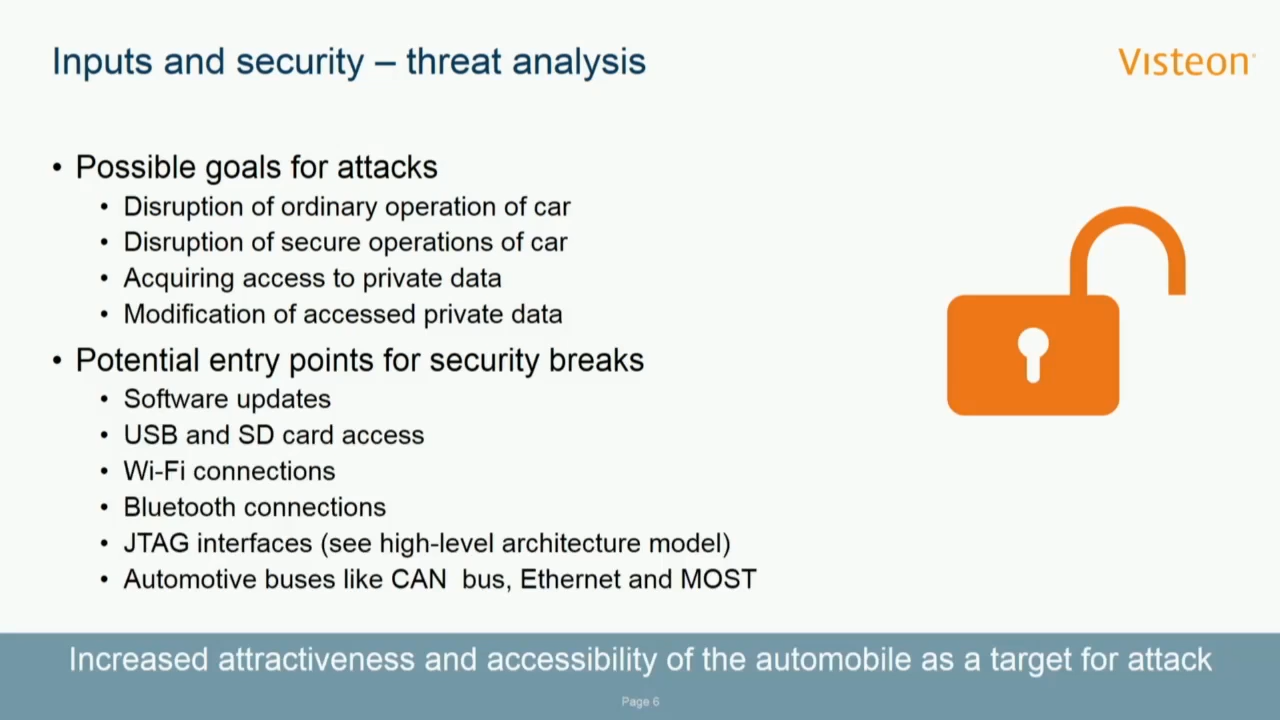 Inputs and security – threat analysis
Visteon
• Possible goals for attacks
• Disruption of ordinary operation of car
• Disruption of secure operations of car
• Acquiring access to private data
• Modification of accessed private data
• Potential entry points for security breaks
• Software updates
• USB and SD card access
• Wi-Fi connections
• Bluetooth connections
• JTAG interfaces (see high-level architecture model)
• Automotive buses like CAN  bus, Ethernet and MOST
Increased attractiveness and accessibility of the automobile as a target for attack
Page 6